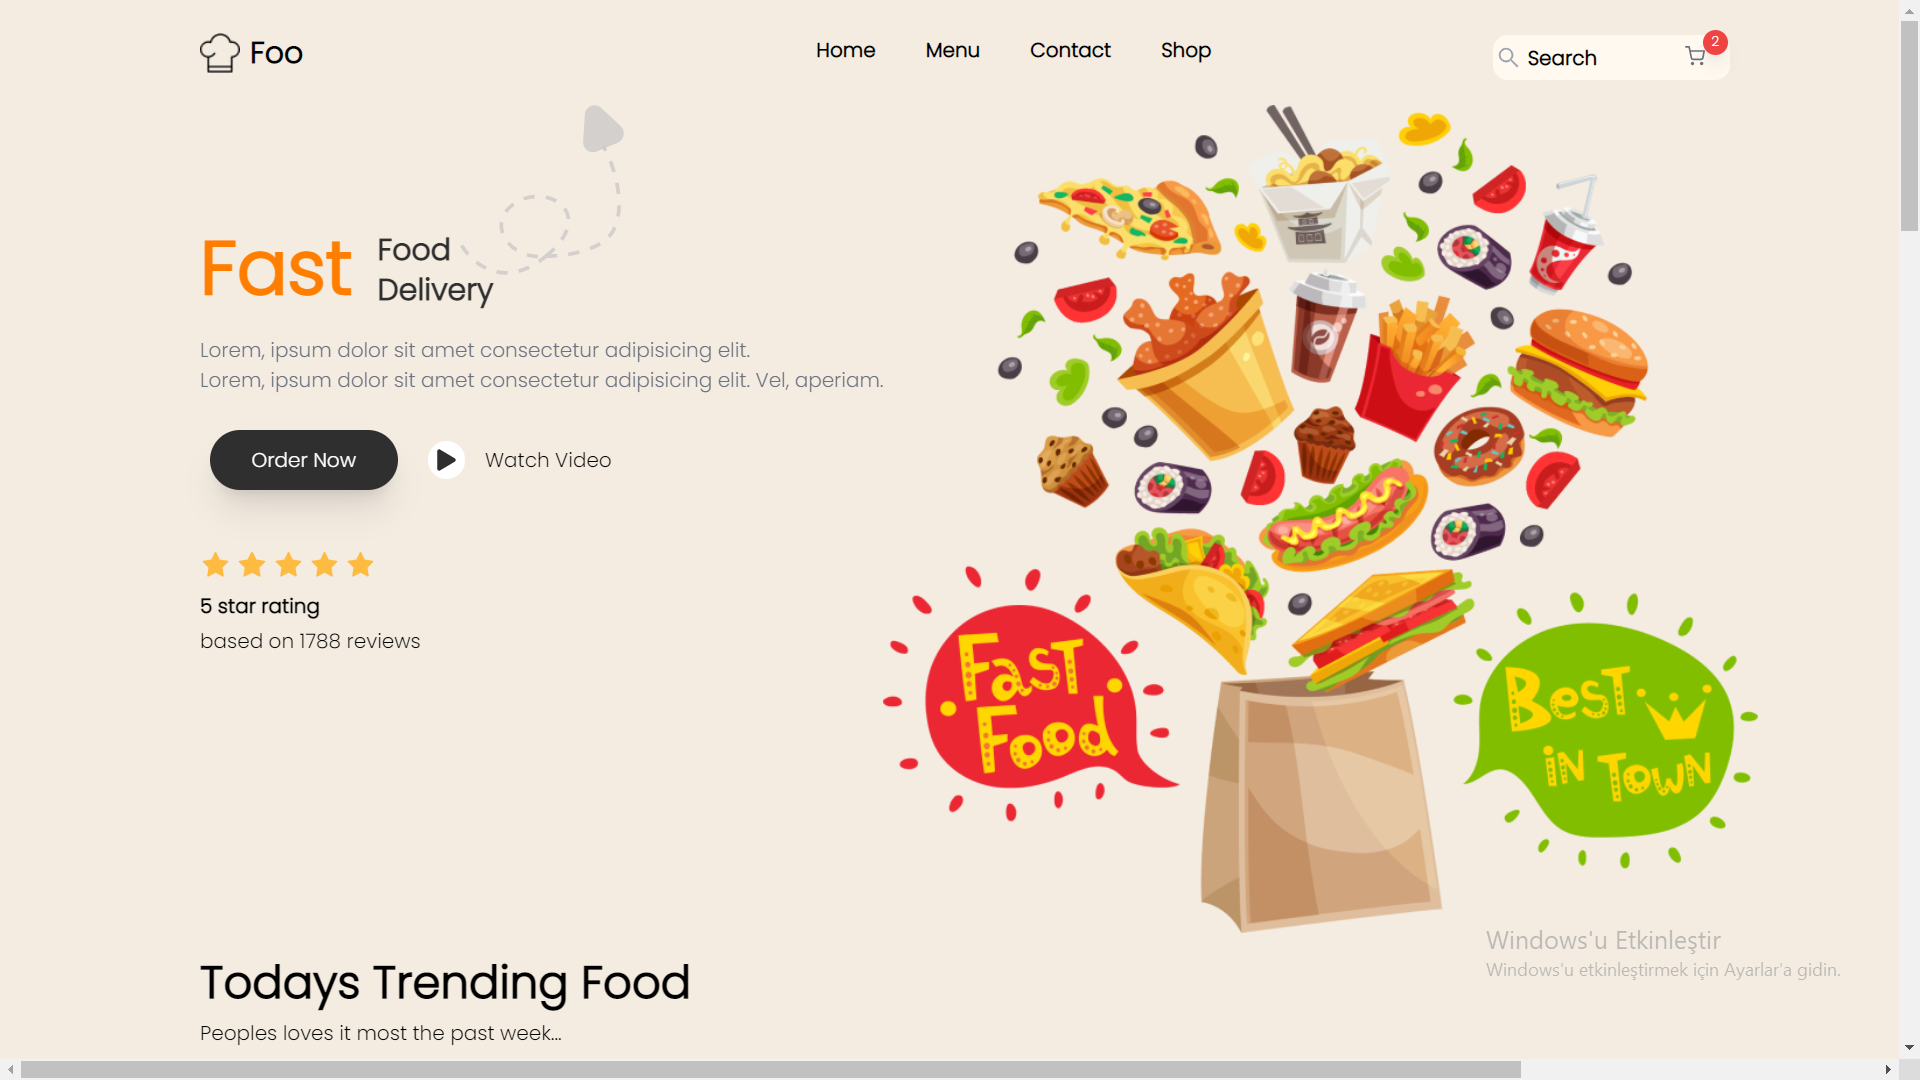 Foo
Home
Menu
Contact
Shop
Search
2
Fast
Food
Delivery
Lorem, ipsum dolor sit amet consectetur adipisicing elit.
Lorem, ipsum dolor sit amet consectetur adipisicing elit. Vel, aperiam.
Order Now
Watch Video
5 star rating
based on 1788 reviews
Fast
Food
Best
in Town
Windows'u Etkinleştir
Windows'u etkinleştirmek için Ayarlar'a gidin.
Todays Trending Food
Peoples loves it most the past week...